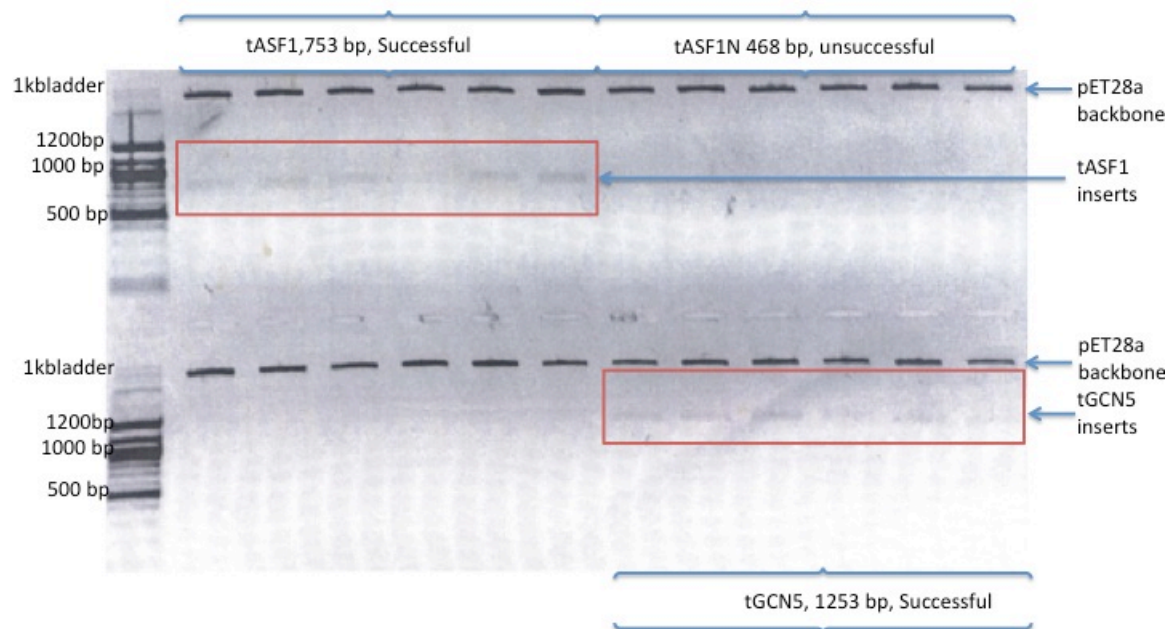 tASF1,753 bp, Successful
tASF1N 468 bp, unsuccessful
1kbladder
1200bp
1000 bp
500 bp
pET28a
backbone
tASF1
inserts
1kbladder
1200bp
1000 bp
500 bp
pET28a
backbone
tGCN5
inserts
tGCN5, 1253 bp, Successful